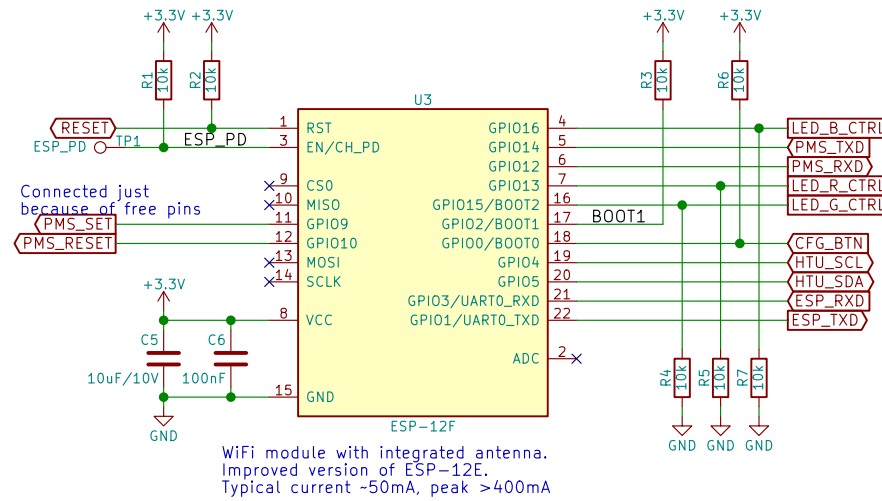 +3.3V
+3.3V
+3.3V
+3.3V
R1
10k
R2
10k
R3
10k
R6
10k
U3
RESET
1
RST
GPIO16
4
LED_B_CTRL
ESP_PD
TP1
ESP_PD
3
EN/CH_PD
GPIO14
5
PMS_TXD
GPIO12
6
PMS_RXD
9
CS0
GPIO13
7
LED_R_CTRL
Connected just
because of free pins
10
MISO
GPIO15/BOOT2
16
LED_G_CTRL
PMS_SET
11
GPIO9
GPIO2/BOOT1
17
BOOT1
PMS_RESET
12
GPIO10
GPIO0/BOOT0
18
CFG_BTN
13
MOSI
GPIO4
19
HTU_SCL
14
SCLK
GPIO5
20
HTU_SDA
+3.3V
GPIO3/UART0_RXD
21
ESP_RXD
8
VCC
GPIO1/UART0_TXD
22
ESP_TXD
C5
10uF/10V
C6
100nF
ADC
2
R4
10k
R5
10k
R7
10k
15
GND
GND
ESP-12F
GND
GND
GND
WiFi module with integrated antenna.
Improved version of ESP-12E.
Typical current ~50mA, peak >400mA